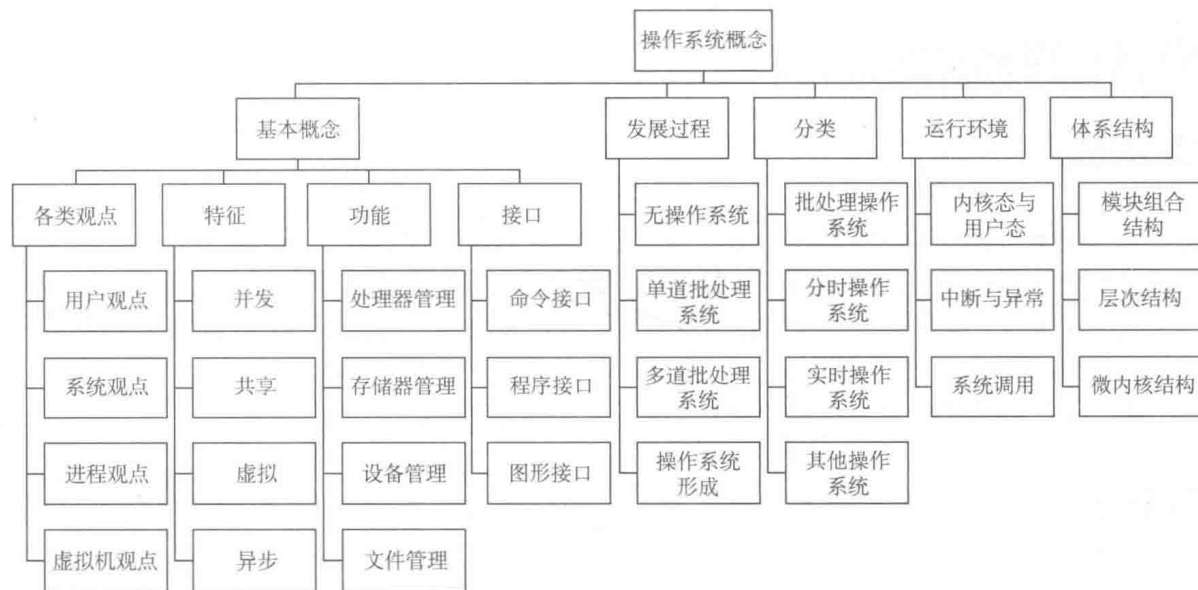 操作系统概念
基本概念
发展过程
分类
运行环境
体系结构
各类观点
特征
功能
接口
无操作系统
批处理操作
系统
内核态与
用户态
模块组合
结构
用户观点
并发
处理器管理
命令接口
单道批处理
系统
分时操作
系统
中断与异常
层次结构
系统观点
共享
存储器管理
程序接口
多道批处理
系统
实时操作
系统
系统调用
微内核结构
进程观点
虚拟
设备管理
图形接口
操作系统
形成
其他操作
系统
虚拟机观点
异步
文件管理